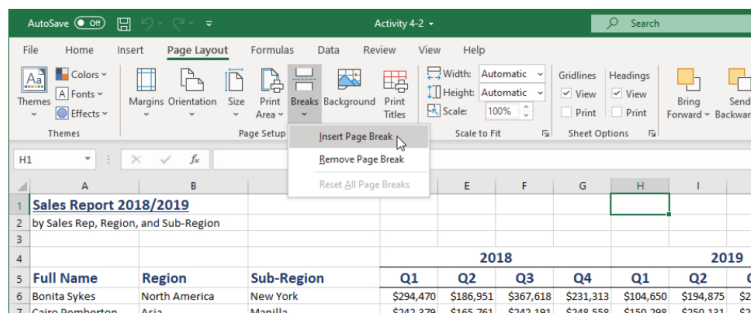 AutoSave Off Activity 4-2 Search
File Home Insert Page Layout Formulas Data Review View Help
Themes Colors Fonts Effects Margins Orientation Size Print Area Breaks Background Print Titles Width: Automatic Height: Automatic Scale: 100% Gridlines View Print Headings View Print Bring Forward Send
Themes Page Setup Scale to Fit Sheet Options
Insert Page Break
Remove Page Break
Reset All Page Breaks
H1 fx
A B E F G H I
1 Sales Report 2018/2019
2 by Sales Rep, Region, and Sub-Region
3
4 2018 2019
5 Full Name Region Sub-Region Q1 Q2 Q3 Q4 Q1 Q2
6 Bonita Sykes North America New York $294,470 $186,951 $367,618 $231,313 $104,650 $194,875